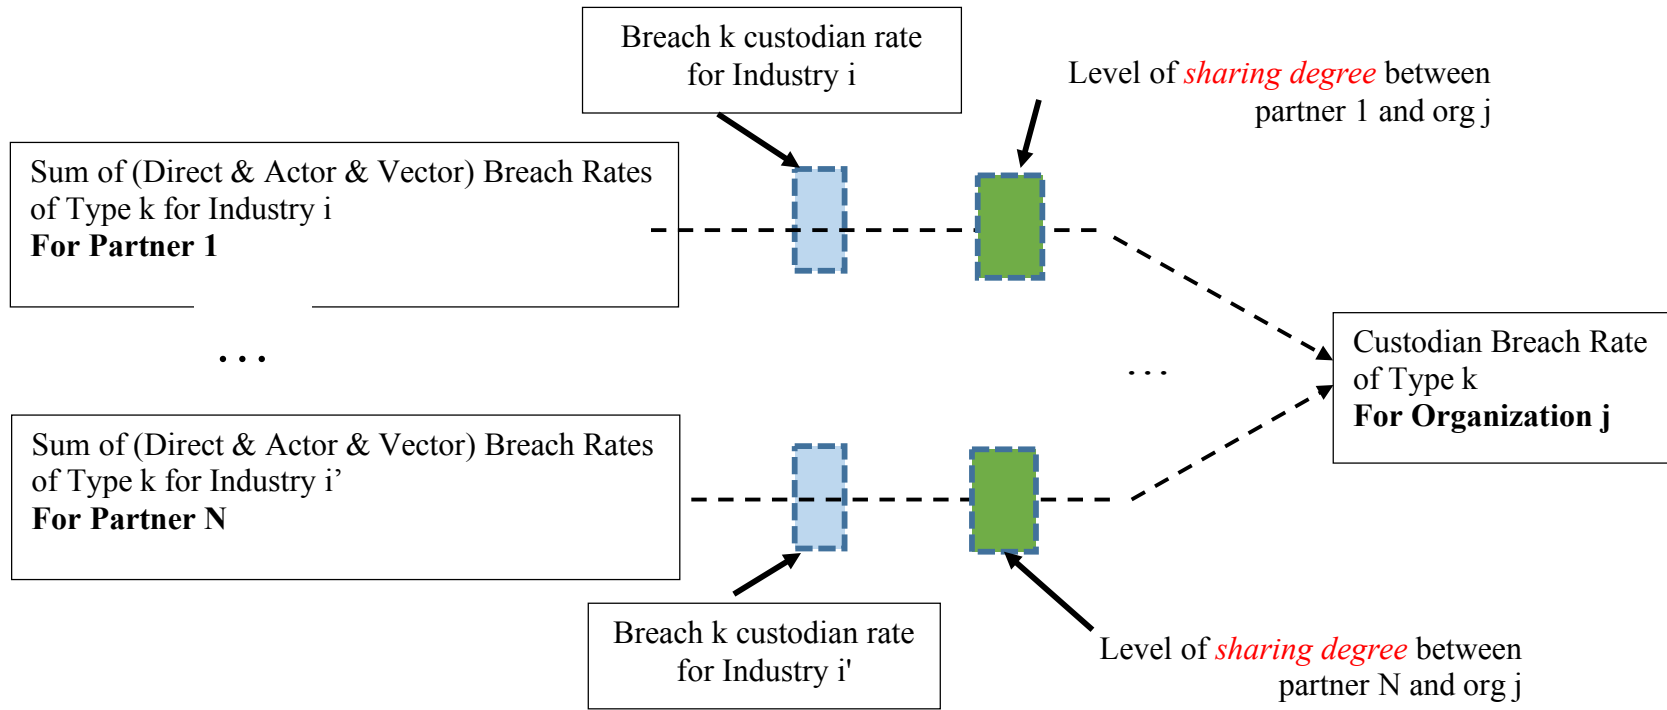 Breach k custodian rate
for Industry i
Level of sharing degree between
partner 1 and org j
Sum of (Direct & Actor & Vector) Breach Rates
of Type k for Industry i
For Partner 1
...
...
Custodian Breach Rate
of Type k
For Organization j
Sum of (Direct & Actor & Vector) Breach Rates
of Type k for Industry i’
For Partner N
Breach k custodian rate
for Industry i'
Level of sharing degree between
partner N and org j